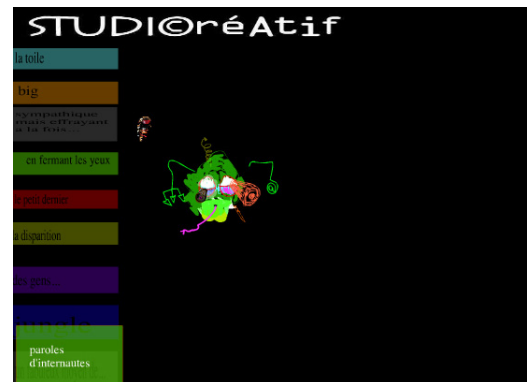 STUDI©réAtif
la toile
big
sympathique
mais effrayant
a la fois...
en fermant les yeux
le petit dernier
la disparition
des gens...
jungle
paroles
d'internautes